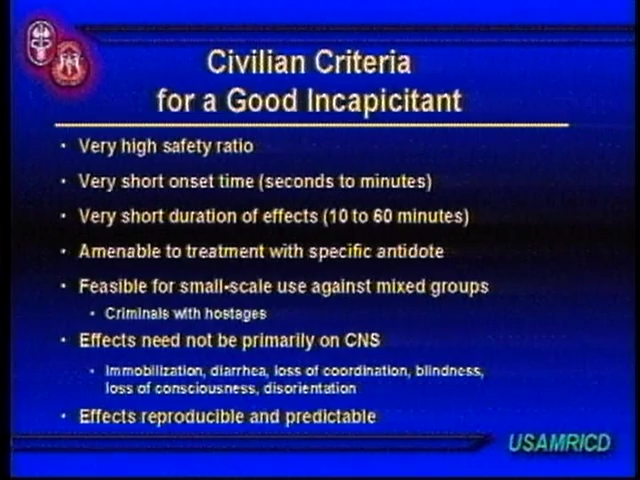 Civilian Criteria
for a Good Incapicitant
• Very high safety ratio
• Very short onset time (seconds to minutes)
• Very short duration of effects (10 to 60 minutes)
• Amenable to treatment with specific antidote
• Feasible for small-scale use against mixed groups
• Criminals with hostages
• Effects need not be primarily on CNS
• Immobilization, diarrhea, loss of coordination, blindness,
loss of consciousness, disorientation
• Effects reproducible and predictable
USAMRICD